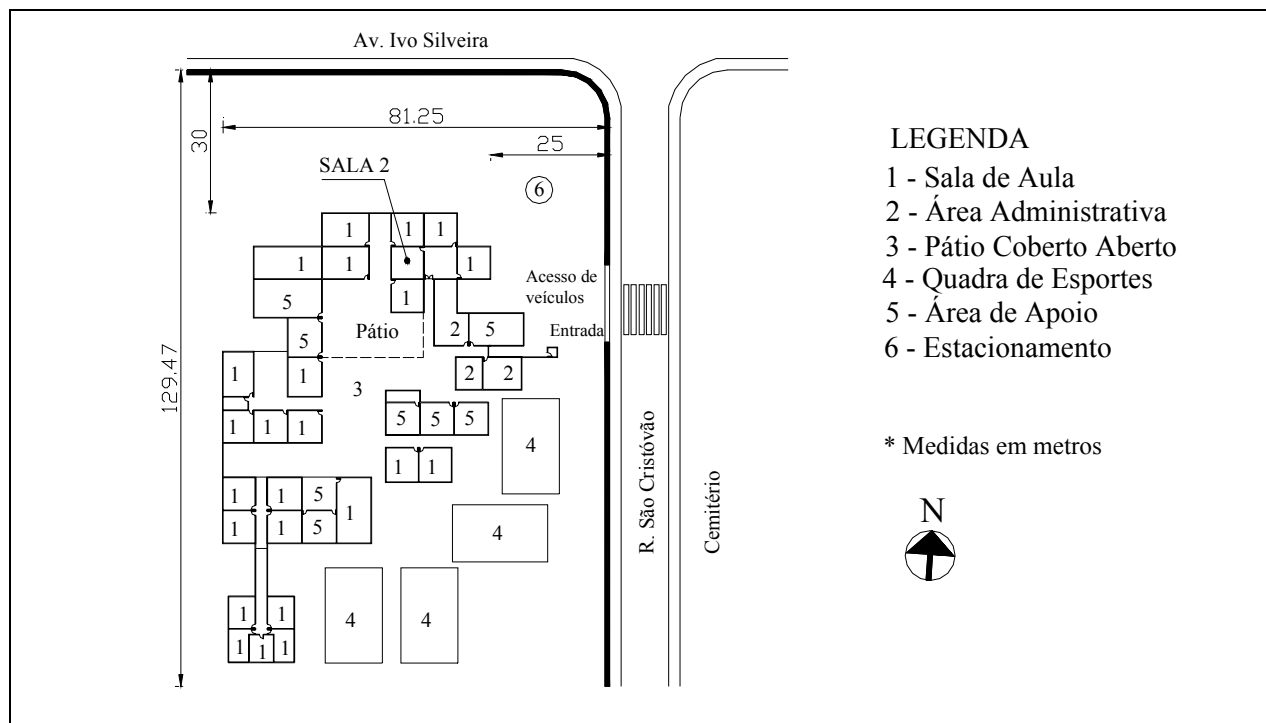 Av. Ivo Silveira
81.25
30
25
SALA 2
6
1 1 1
1 1 1
Acesso de
veículos
5 1
Pátio
2 5
Entrada
5
1 1 2 2
3
5 5 5
4
1 1 1
1 1
129.47
1 1 5 1
1 1 5
4
1 1
4 4
1 1 1
R. São Cristóvão
Cemitério
LEGENDA
1 - Sala de Aula
2 - Área Administrativa
3 - Pátio Coberto Aberto
4 - Quadra de Esportes
5 - Área de Apoio
6 - Estacionamento
* Medidas em metros
N